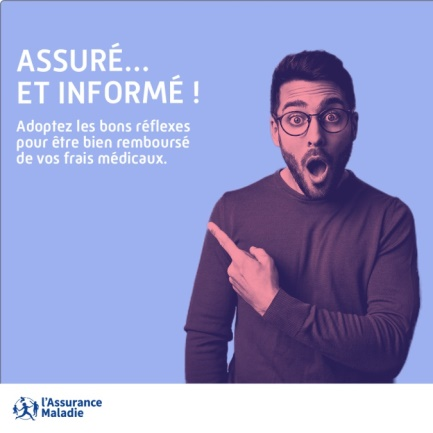 ASSURÉ...
ET INFORMÉ !
Adoptez les bons réflexes
pour être bien remboursé
de vos frais médicaux.
l'Assurance
Maladie